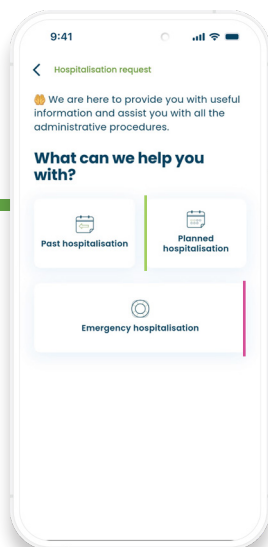 9:41
Hospitalisation request
🤲 We are here to provide you with useful
information and assist you with all the
administrative procedures.
What can we help you
with?
Past hospitalisation
Planned
hospitalisation
Emergency hospitalisation